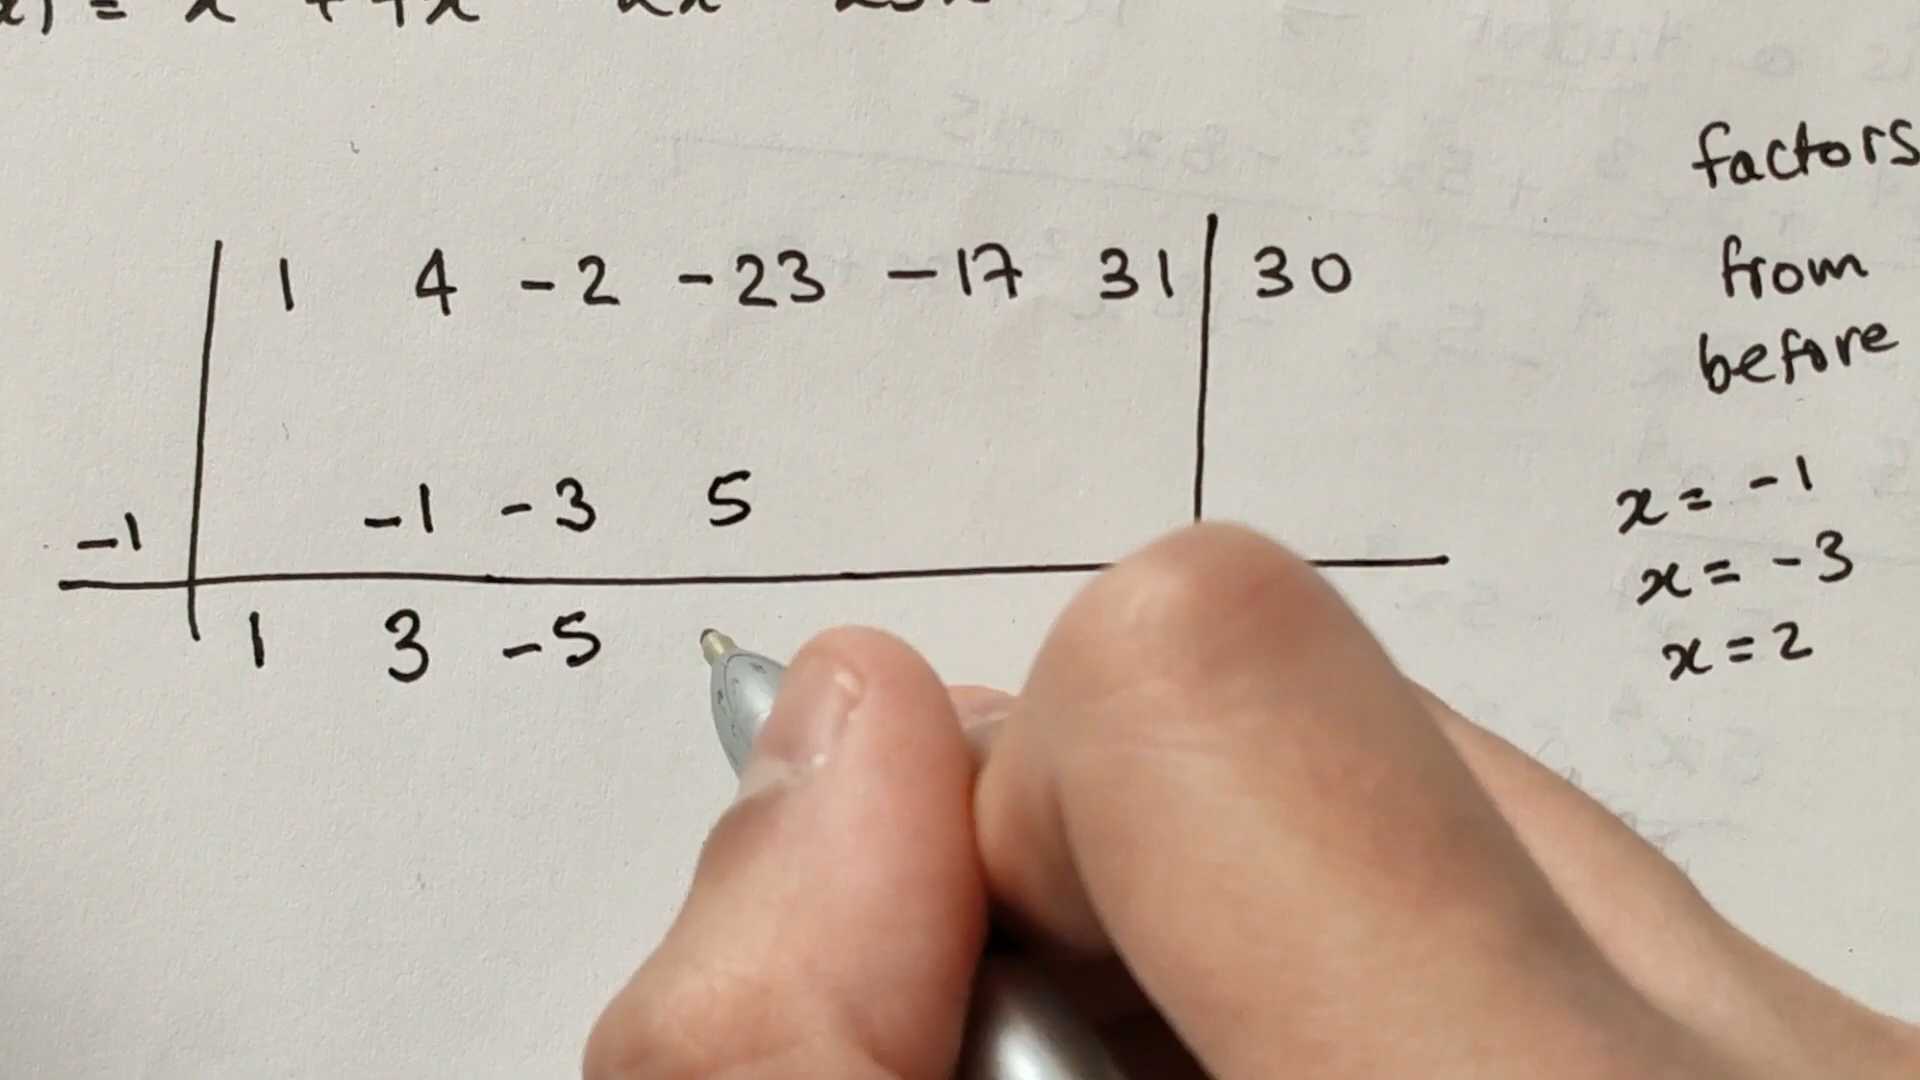 1 4 -2 -23 -17 31 30
-1 -1 -3 5
1 3 -5
factors
from
before
x = -1
x = -3
x = 2